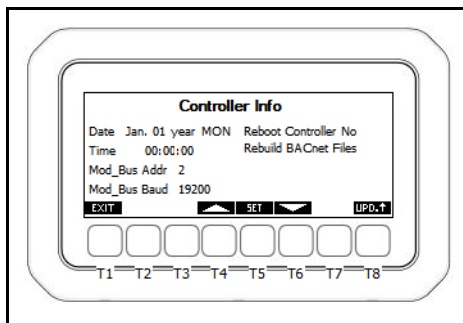 Controller Info
Date Jan. 01 year MON Reboot Controller No
Time 00:00:00 Rebuild BACnet Files
Mod_Bus Addr 2
Mod_Bus Baud 19200
EXIT SET UPD.↑
T1 T2 T3 T4 T5 T6 T7 T8